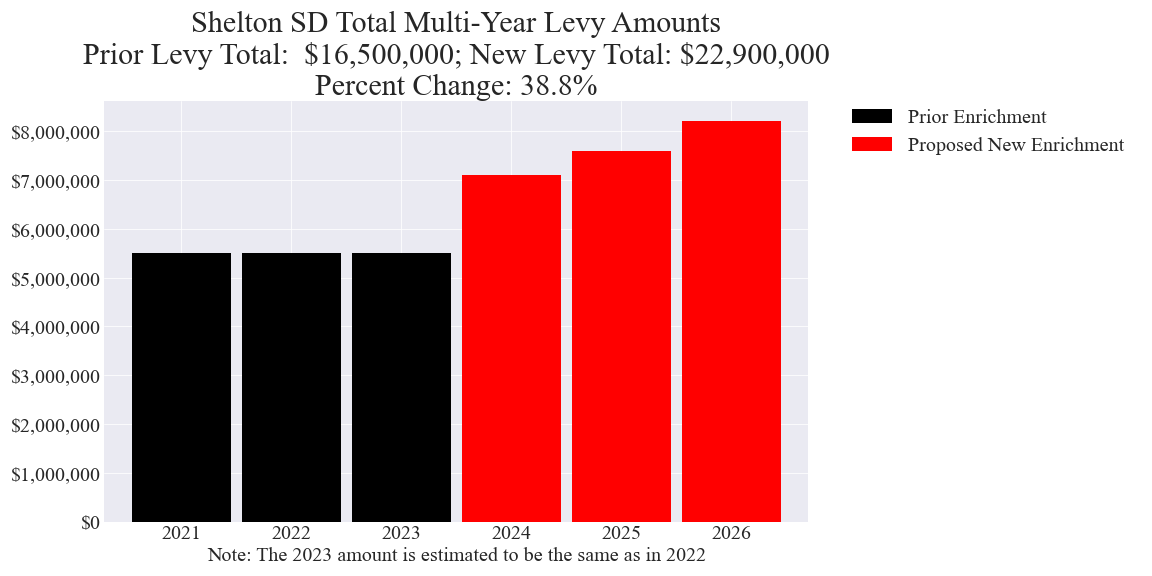 Shelton SD Total Multi-Year Levy Amounts
Prior Levy Total:  $16,500,000; New Levy Total: $22,900,000
Percent Change: 38.8%
Prior Enrichment
Proposed New Enrichment
$8,000,000
$7,000,000
$6,000,000
$5,000,000
$4,000,000
$3,000,000
$2,000,000
$1,000,000
$0
2021 2022 2023 2024 2025 2026
Note: The 2023 amount is estimated to be the same as in 2022